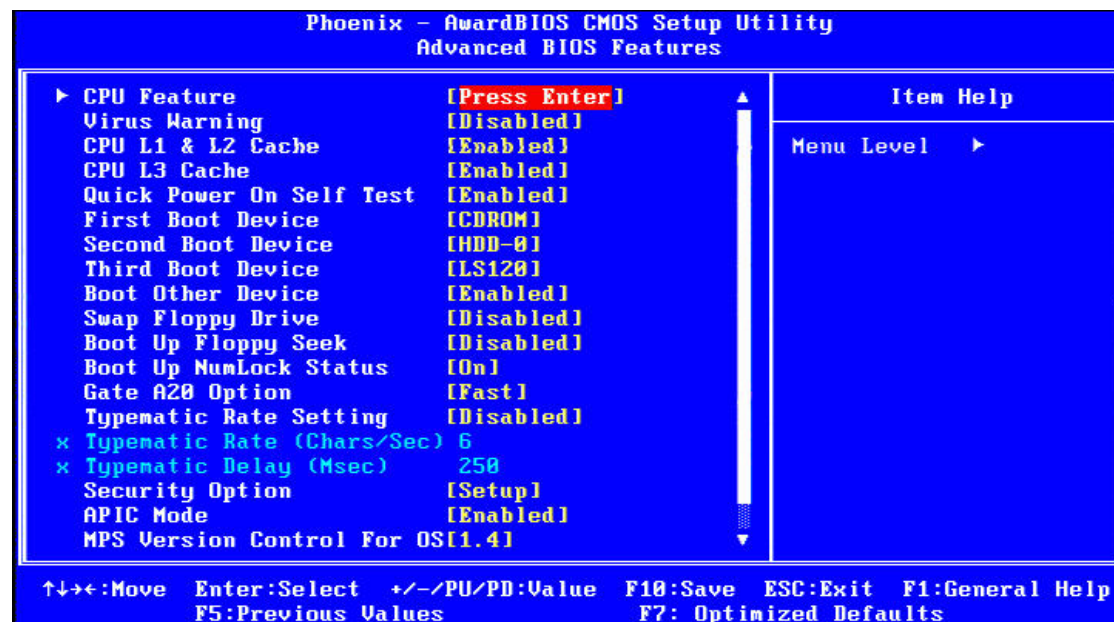 Phoenix - AwardBIOS CMOS Setup Utility
Advanced BIOS Features
► CPU Feature [Press Enter]
Virus Warning [Disabled]
CPU L1 & L2 Cache [Enabled]
CPU L3 Cache [Enabled]
Quick Power On Self Test [Enabled]
First Boot Device [CDROM]
Second Boot Device [HDD-0]
Third Boot Device [LS120]
Boot Other Device [Enabled]
Swap Floppy Drive [Disabled]
Boot Up Floppy Seek [Disabled]
Boot Up NumLock Status [On]
Gate A20 Option [Fast]
Typematic Rate Setting [Disabled]
x Typematic Rate (Chars/Sec) 6
x Typematic Delay (Msec) 250
Security Option [Setup]
APIC Mode [Enabled]
MPS Version Control For OS[1.4]
Item Help
Menu Level ►
↑↓→←:Move Enter:Select +/-/PU/PD:Value F10:Save ESC:Exit F1:General Help
F5:Previous Values F7: Optimized Defaults